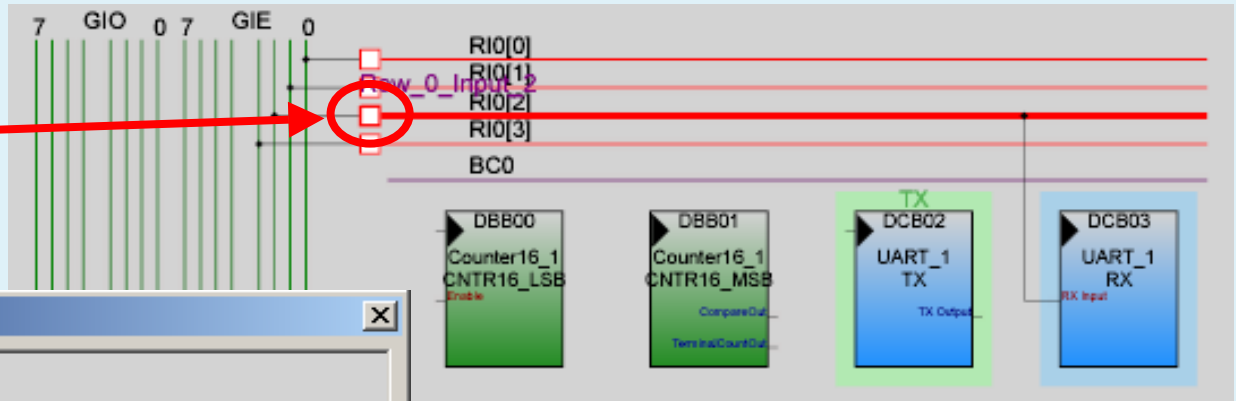 7 GIO 0 7 GIE 0
RI0[0]
Row_0_Input_2
RI0[1]
RI0[2]
RI0[3]
BC0
TX
DBB00
Counter16_1
CNTR16_LSB
Enable
DBB01
Counter16_1
CNTR16_MSB
CompareOut
TerminalCountOut
DCB02
UART_1
TX
TX Output
DCB03
UART_1
RX
RX Input